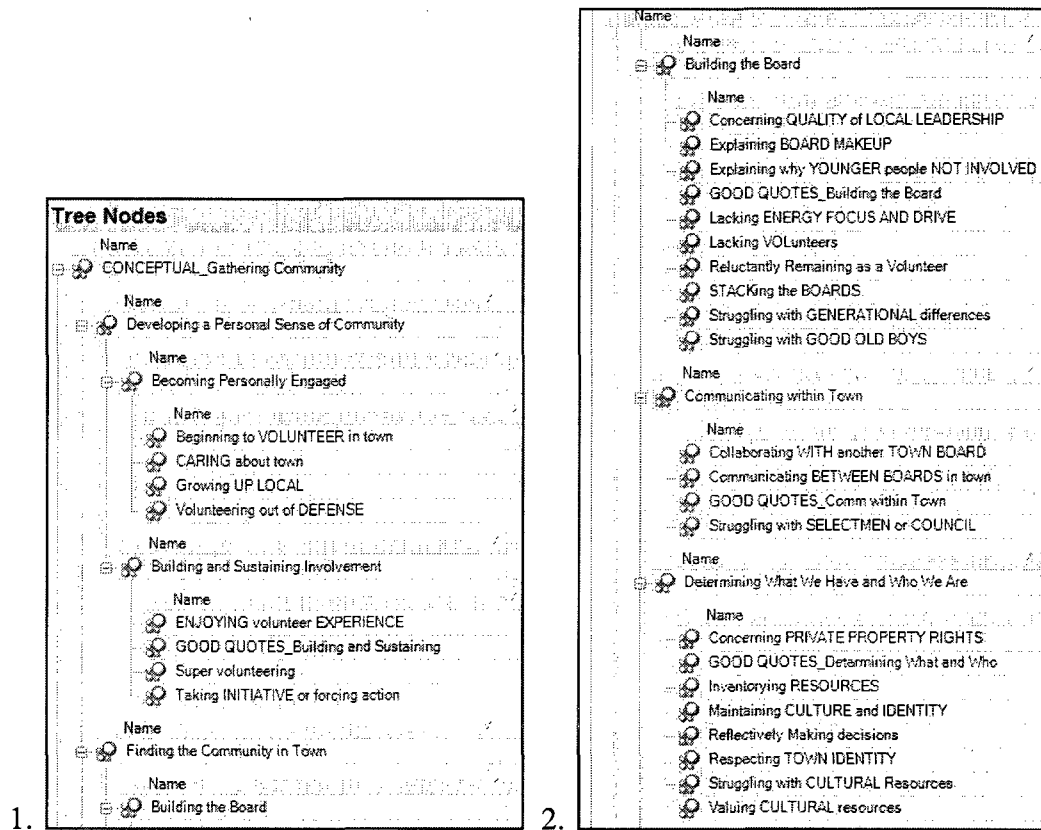 Tree Nodes
Name
CONCEPTUAL_Gathering Community
Name
Developing a Personal Sense of Community
Name
Becoming Personally Engaged
Name
Beginning to VOLUNTEER in town
CARING about town
Growing UP LOCAL
Volunteering out of DEFENSE
Name
Building and Sustaining Involvement
Name
ENJOYING volunteer EXPERIENCE
GOOD QUOTES_Building and Sustaining
Super volunteering
Taking INITIATIVE or forcing action
Name
Finding the Community in Town
Name
Building the Board
1.
Name
Name
Building the Board
Name
Concerning QUALITY of LOCAL LEADERSHIP
Explaining BOARD MAKEUP
Explaining why YOUNGER people NOT INVOLVED
GOOD QUOTES_Building the Board
Lacking ENERGY FOCUS AND DRIVE
Lacking VOLunteers
Reluctantly Remaining as a Volunteer
STACKing the BOARDS
Struggling with GENERATIONAL differences
Struggling with GOOD OLD BOYS
Name
Communicating within Town
Name
Collaborating WITH another TOWN BOARD
Communicating BETWEEN BOARDS in town
GOOD QUOTES_Comm within Town
Struggling with SELECTMEN or COUNCIL
Name
Determining What We Have and Who We Are
Name
Concerning PRIVATE PROPERTY RIGHTS
GOOD QUOTES_Determining What and Who
Inventorying RESOURCES
Maintaining CULTURE and IDENTITY
Reflectively Making decisions
Respecting TOWN IDENTITY
Struggling with CULTURAL Resources
Valuing CULTURAL resources
2.